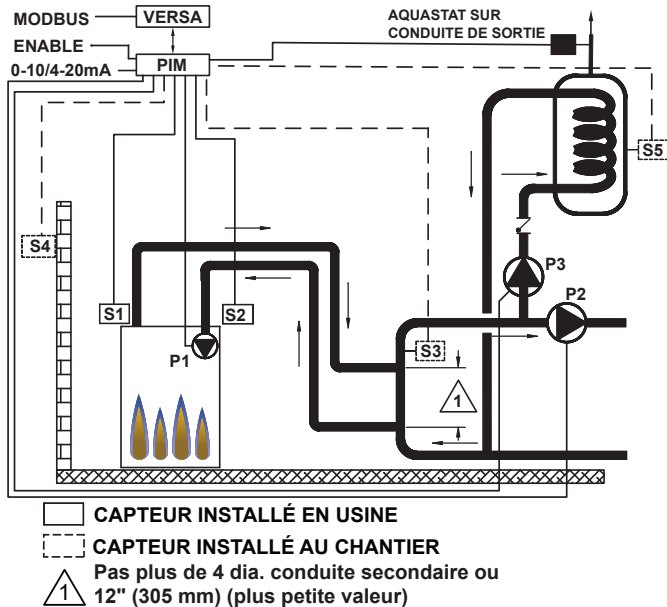 MODBUS
VERSA
AQUASTAT SUR
CONDUITE DE SORTIE
ENABLE
0-10/4-20mA
PIM
S5
S4
P3
P2
S1
S2
P1
S3
1
CAPTEUR INSTALLÉ EN USINE
CAPTEUR INSTALLÉ AU CHANTIER
1
Pas plus de 4 dia. conduite secondaire ou
12" (305 mm) (plus petite valeur)